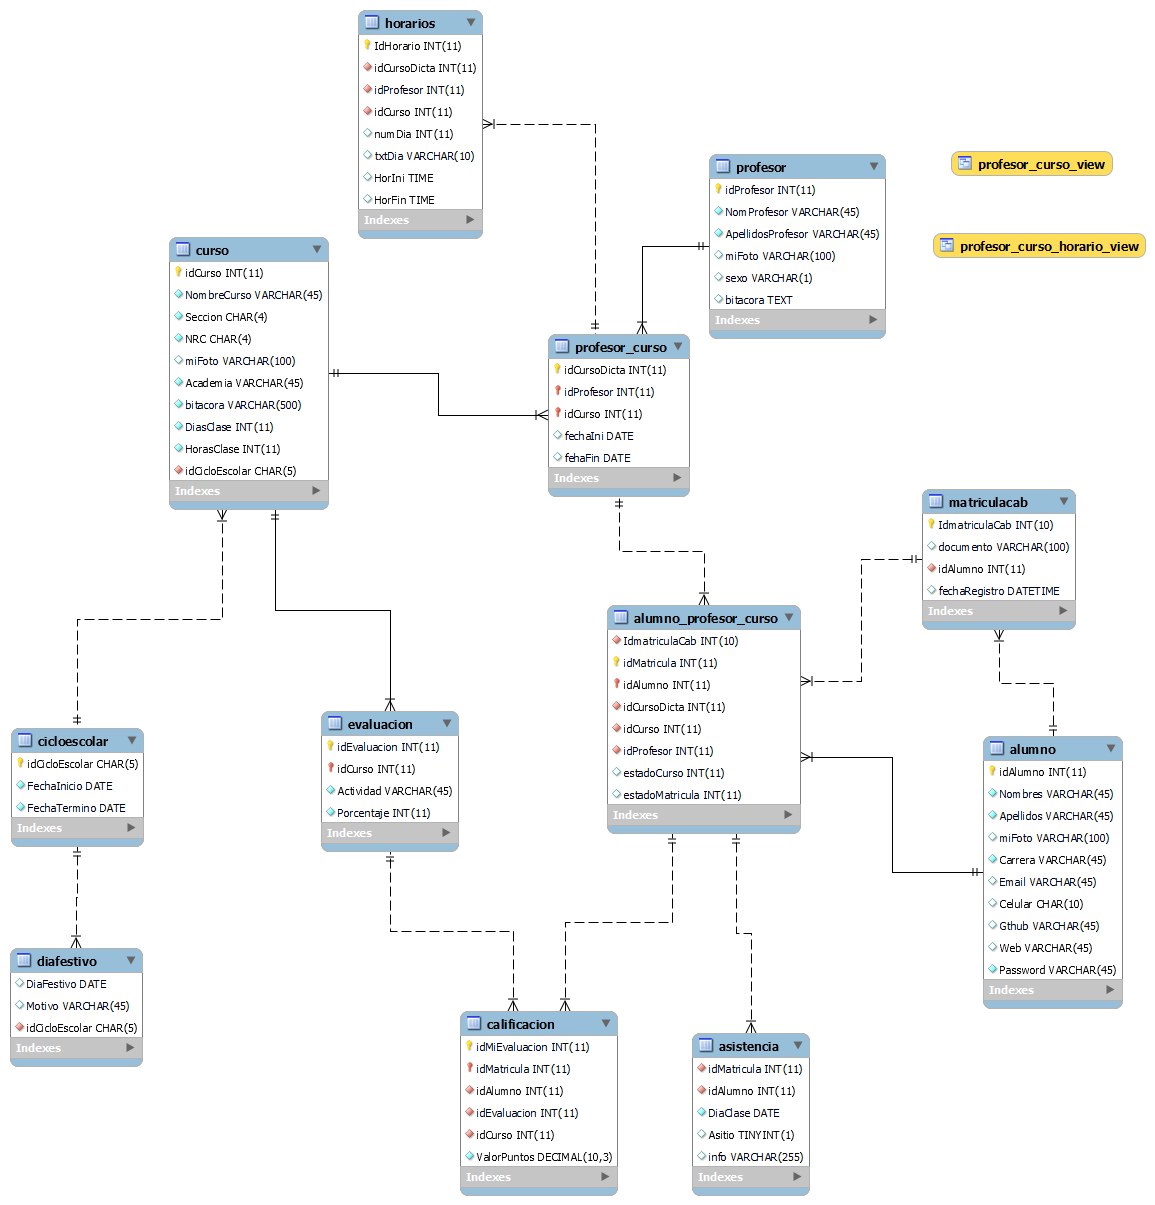 horarios
IdHorario INT(11)
idCursoDicta INT(11)
idProfesor INT(11)
idCurso INT(11)
numDia INT(11)
txtDia VARCHAR(10)
HorIni TIME
HorFin TIME
Indexes
profesor
idProfesor INT(11)
NomProfesor VARCHAR(45)
ApellidosProfesor VARCHAR(45)
miFoto VARCHAR(100)
sexo VARCHAR(1)
bitacora TEXT
Indexes
profesor_curso_view
profesor_curso_horario_view
curso
idCurso INT(11)
NombreCurso VARCHAR(45)
Seccion CHAR(4)
NRC CHAR(4)
miFoto VARCHAR(100)
Academia VARCHAR(45)
bitacora VARCHAR(500)
DiasClase INT(11)
HorasClase INT(11)
idCicloEscolar CHAR(5)
Indexes
profesor_curso
idCursoDicta INT(11)
idProfesor INT(11)
idCurso INT(11)
fechaIni DATE
fehaFin DATE
Indexes
matriculacab
IdmatriculaCab INT(10)
documento VARCHAR(100)
idAlumno INT(11)
fechaRegistro DATETIME
Indexes
alumno_profesor_curso
IdmatriculaCab INT(10)
idMatricula INT(11)
idAlumno INT(11)
idCursoDicta INT(11)
idCurso INT(11)
idProfesor INT(11)
estadoCurso INT(11)
estadoMatricula INT(11)
Indexes
cicloescolar
idCicloEscolar CHAR(5)
FechaInicio DATE
FechaTermino DATE
Indexes
evaluacion
idEvaluacion INT(11)
idCurso INT(11)
Actividad VARCHAR(45)
Porcentaje INT(11)
Indexes
alumno
idAlumno INT(11)
Nombres VARCHAR(45)
Apellidos VARCHAR(45)
miFoto VARCHAR(100)
Carrera VARCHAR(45)
Email VARCHAR(45)
Celular CHAR(10)
Gthub VARCHAR(45)
Web VARCHAR(45)
Password VARCHAR(45)
Indexes
diafestivo
DiaFestivo DATE
Motivo VARCHAR(45)
idCicloEscolar CHAR(5)
Indexes
calificacion
idMiEvaluacion INT(11)
idMatricula INT(11)
idAlumno INT(11)
idEvaluacion INT(11)
idCurso INT(11)
ValorPuntos DECIMAL(10,3)
Indexes
asistencia
idMatricula INT(11)
idAlumno INT(11)
DiaClase DATE
Asitio TINYINT(1)
info VARCHAR(255)
Indexes